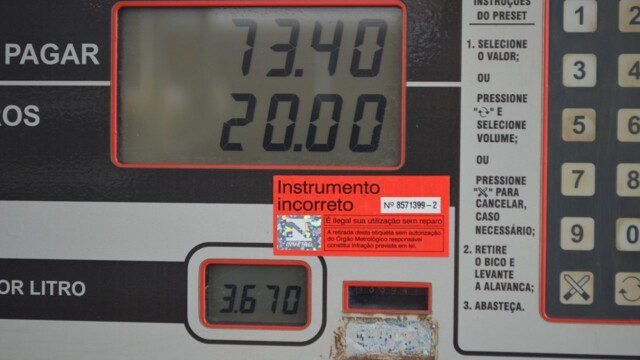 PAGAR
73.40
20.00
ROS
Instrumento
incorreto
Nº 8571399-2
É ilegal sua utilização sem reparo
A retirada desta etiqueta sem autorização
do Órgão Metrológico responsável
constitui infração prevista em lei.
INMETRO
OR LITRO
3.670
INSTRUÇÕES
DO PRESET
1. SELECIONE
O VALOR;
OU
PRESSIONE
" " E
SELECIONE
VOLUME;
OU
PRESSIONE
" " PARA
CANCELAR,
CASO
NECESSÁRIO;
2. RETIRE
O BICO E
LEVANTE
A ALAVANCA;
3. ABASTEÇA.
1 2
3 4
5 6
7 8
9 0